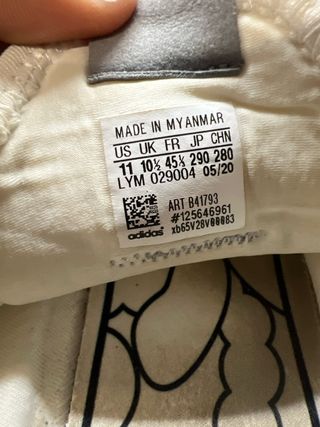 MADE IN MYANMAR
US UK FR JP CHN
11 10½ 45⅓ 290 280
LYM 029004 05/20
ART B41793
#125646961
adidas